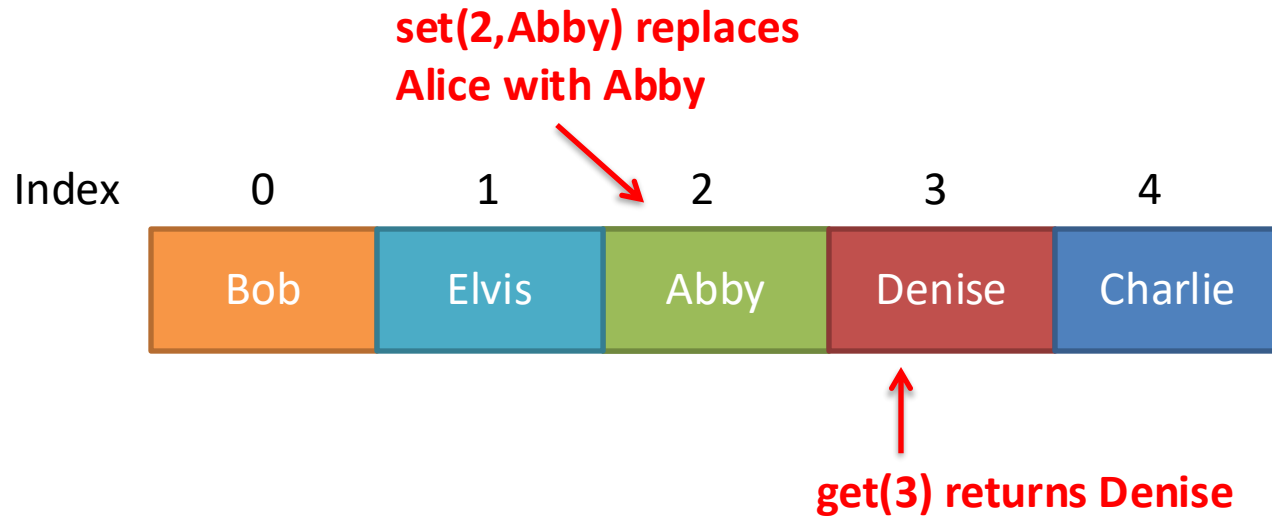 set(2,Abby) replaces
Alice with Abby
Index 0 1 2 3 4
Bob Elvis Abby Denise Charlie
get(3) returns Denise